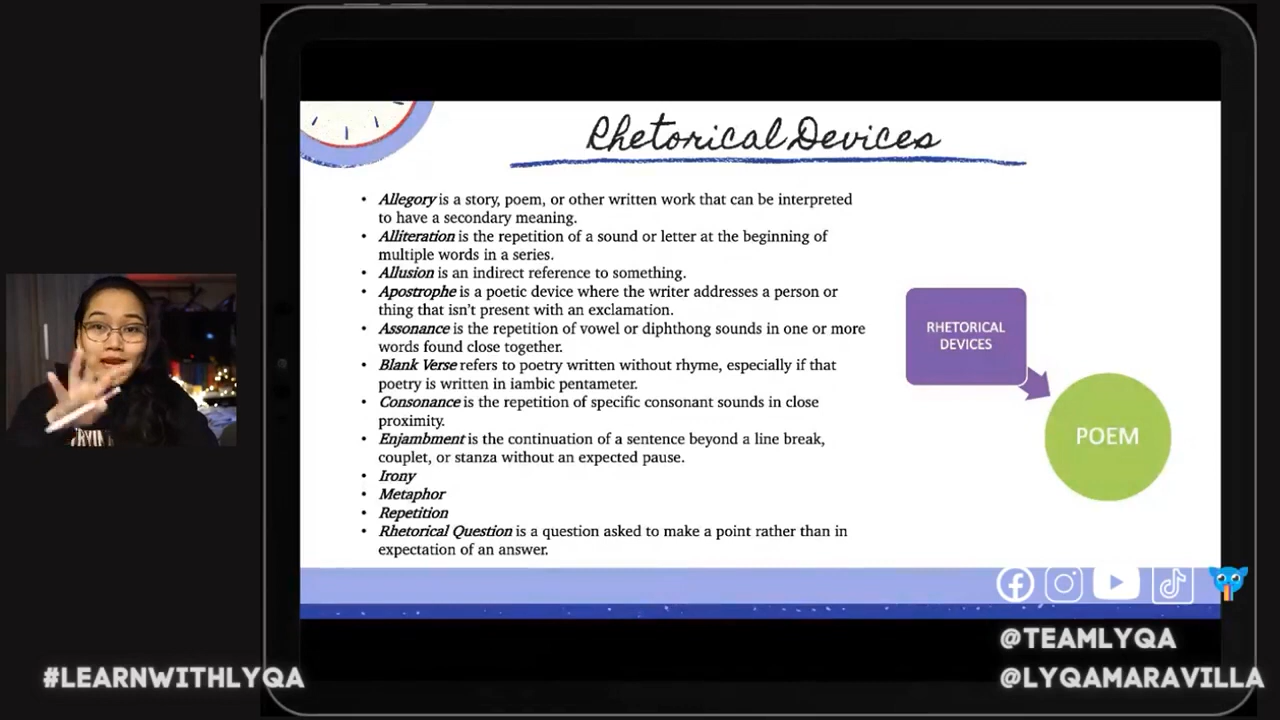 Rhetorical Devices
• Allegory is a story, poem, or other written work that can be interpreted
to have a secondary meaning.
• Alliteration is the repetition of a sound or letter at the beginning of
multiple words in a series.
• Allusion is an indirect reference to something.
• Apostrophe is a poetic device where the writer addresses a person or
thing that isn't present with an exclamation.
• Assonance is the repetition of vowel or diphthong sounds in one or more
words found close together.
• Blank Verse refers to poetry written without rhyme, especially if that
poetry is written in iambic pentameter.
• Consonance is the repetition of specific consonant sounds in close
proximity.
• Enjambment is the continuation of a sentence beyond a line break,
couplet, or stanza without an expected pause.
• Irony
• Metaphor
• Repetition
• Rhetorical Question is a question asked to make a point rather than in
expectation of an answer.
RHETORICAL
DEVICES
POEM
@TEAMLYQA
@LYQAMARAVILLA
#LEARNWITHLYQA